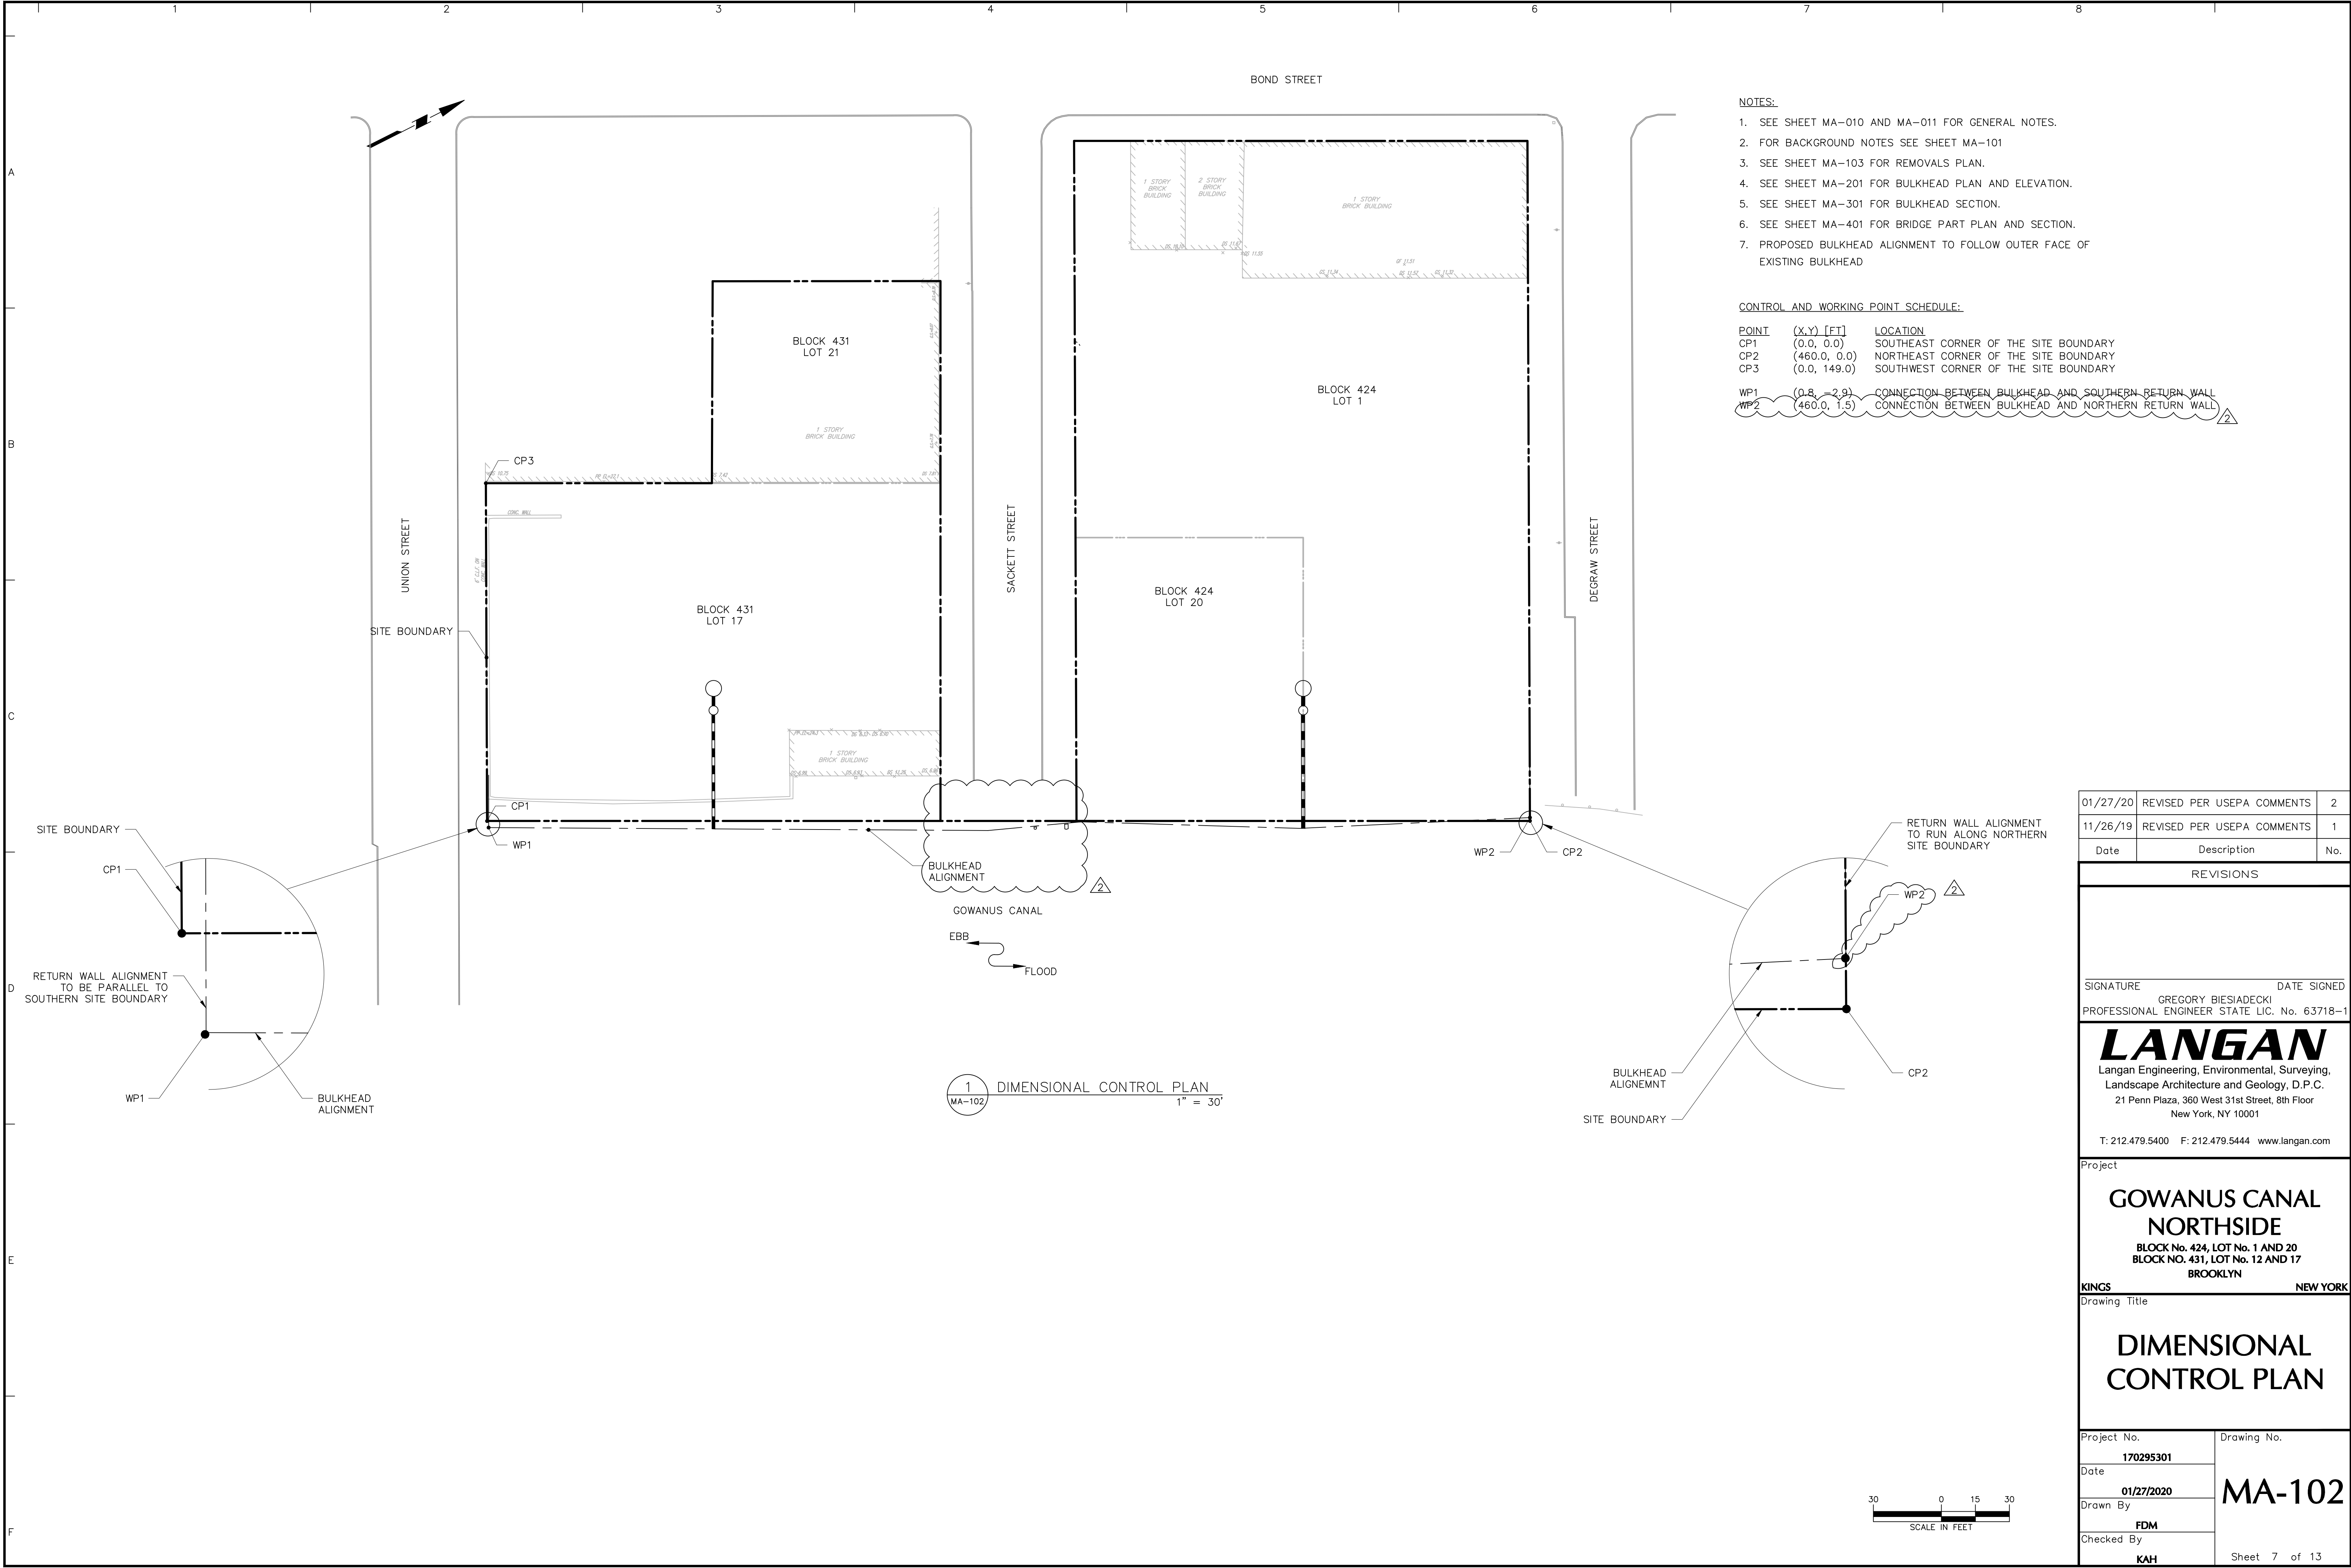 1 2 3 4 5 6 7 8
A
B
C
D
E
F
BOND STREET
UNION STREET
SACKETT STREET
DEGRAW STREET
1 STORY
BRICK
BUILDING
2 STORY
BRICK
BUILDING
1 STORY
BRICK BUILDING
GS 11.34
GF 11.31
BLOCK 431
LOT 21
1 STORY
BRICK BUILDING
BLOCK 424
LOT 1
CP3
CONC. WALL
BLOCK 431
LOT 17
BLOCK 424
LOT 20
SITE BOUNDARY
1 STORY
BRICK BUILDING
CP1
WP1
BULKHEAD
ALIGNMENT
2
WP2
CP2
GOWANUS CANAL
EBB
FLOOD
SITE BOUNDARY
CP1
RETURN WALL ALIGNMENT
TO BE PARALLEL TO
SOUTHERN SITE BOUNDARY
WP1
BULKHEAD
ALIGNMENT
RETURN WALL ALIGNMENT
TO RUN ALONG NORTHERN
SITE BOUNDARY
WP2
2
BULKHEAD
ALIGNEMNT
CP2
SITE BOUNDARY
1
MA-102
DIMENSIONAL CONTROL PLAN
1" = 30'
NOTES:
1. SEE SHEET MA-010 AND MA-011 FOR GENERAL NOTES.
2. FOR BACKGROUND NOTES SEE SHEET MA-101
3. SEE SHEET MA-103 FOR REMOVALS PLAN.
4. SEE SHEET MA-201 FOR BULKHEAD PLAN AND ELEVATION.
5. SEE SHEET MA-301 FOR BULKHEAD SECTION.
6. SEE SHEET MA-401 FOR BRIDGE PART PLAN AND SECTION.
7. PROPOSED BULKHEAD ALIGNMENT TO FOLLOW OUTER FACE OF
EXISTING BULKHEAD
CONTROL AND WORKING POINT SCHEDULE:
POINT (X,Y) [FT] LOCATION
CP1 (0.0, 0.0) SOUTHEAST CORNER OF THE SITE BOUNDARY
CP2 (460.0, 0.0) NORTHEAST CORNER OF THE SITE BOUNDARY
CP3 (0.0, 149.0) SOUTHWEST CORNER OF THE SITE BOUNDARY
WP1 (0.8, -2.9) CONNECTION BETWEEN BULKHEAD AND SOUTHERN RETURN WALL
WP2 (460.0, 1.5) CONNECTION BETWEEN BULKHEAD AND NORTHERN RETURN WALL
2
30 0 15 30
SCALE IN FEET
01/27/20 REVISED PER USEPA COMMENTS 2
11/26/19 REVISED PER USEPA COMMENTS 1
Date Description No.
REVISIONS
SIGNATURE DATE SIGNED
GREGORY BIESIADECKI
PROFESSIONAL ENGINEER STATE LIC. No. 63718-1
LANGAN
Langan Engineering, Environmental, Surveying,
Landscape Architecture and Geology, D.P.C.
21 Penn Plaza, 360 West 31st Street, 8th Floor
New York, NY 10001
T: 212.479.5400 F: 212.479.5444 www.langan.com
Project
GOWANUS CANAL
NORTHSIDE
BLOCK No. 424, LOT No. 1 AND 20
BLOCK NO. 431, LOT No. 12 AND 17
BROOKLYN
KINGS NEW YORK
Drawing Title
DIMENSIONAL
CONTROL PLAN
Project No.
170295301
Date
01/27/2020
Drawn By
FDM
Checked By
KAH
Drawing No.
MA-102
Sheet 7 of 13